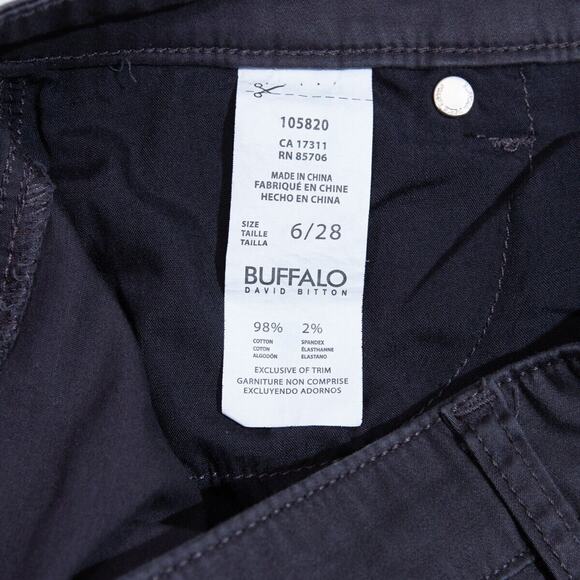 105820
CA 17311
RN 85706
MADE IN CHINA
FABRIQUÉ EN CHINE
HECHO EN CHINA
SIZE
TAILLE 6/28
TALLA
BUFFALO
DAVID BITTON
98% 2%
COTTON SPANDEX
COTON ÉLASTHANNE
ALGODÓN ELASTANO
EXCLUSIVE OF TRIM
GARNITURE NON COMPRISE
EXCLUYENDO ADORNOS